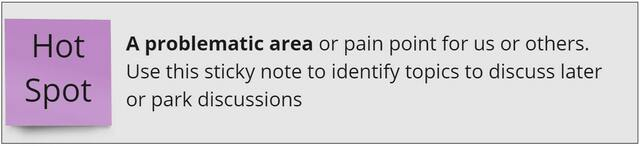 Hot
Spot
A problematic area or pain point for us or others.
Use this sticky note to identify topics to discuss later
or park discussions